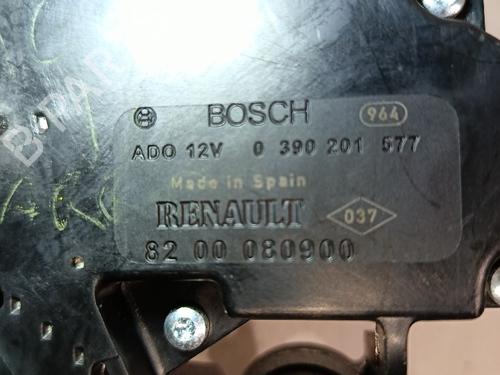 BOSCH 964
ADO 12V 0 390 201 577
Made in Spain
RENAULT 037
82 00 080900